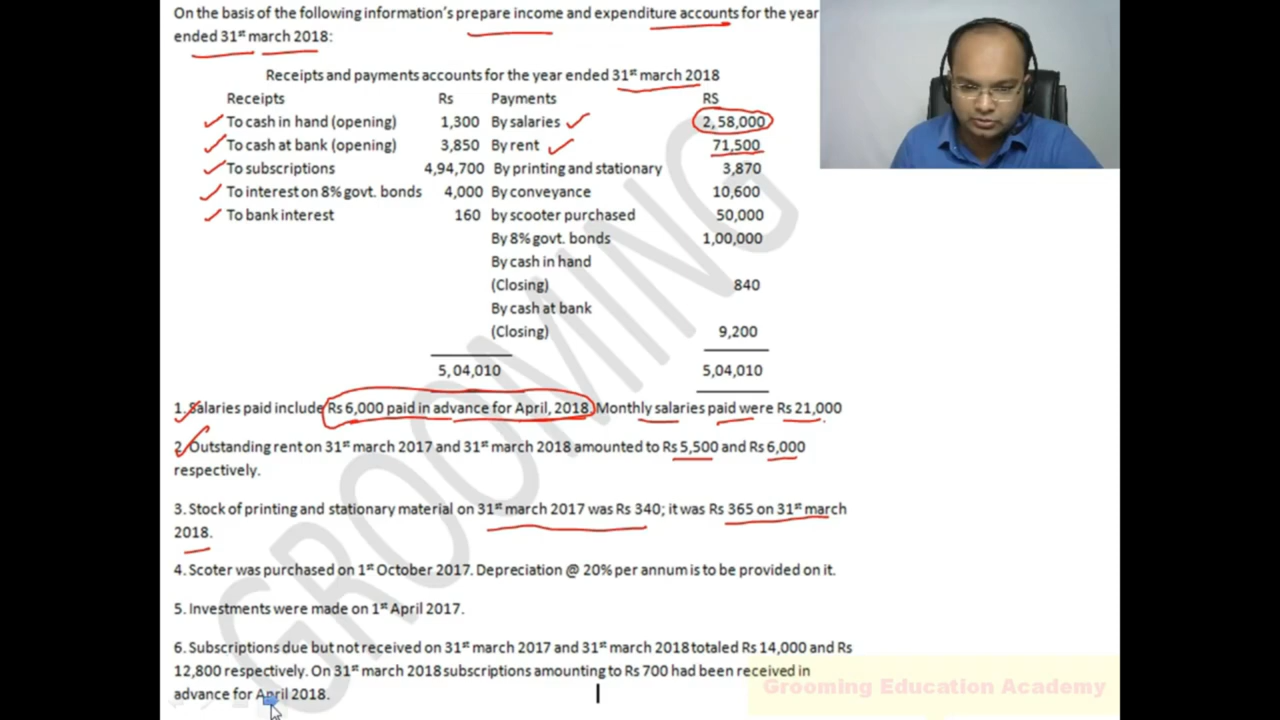 On the basis of the following information's prepare income and expenditure accounts for the year
ended 31st march 2018:
Receipts and payments accounts for the year ended 31st march 2018
Receipts Rs Payments RS
To cash in hand (opening) 1,300 By salaries 2,58,000
To cash at bank (opening) 3,850 By rent 71,500
To subscriptions 4,94,700 By printing and stationary 3,870
To interest on 8% govt. bonds 4,000 By conveyance 10,600
To bank interest 160 by scooter purchased 50,000
By 8% govt. bonds 1,00,000
By cash in hand
(Closing) 840
By cash at bank
(Closing) 9,200
5,04,010 5,04,010
1. Salaries paid include Rs 6,000 paid in advance for April, 2018. Monthly salaries paid were Rs 21,000
2. Outstanding rent on 31st march 2017 and 31st march 2018 amounted to Rs 5,500 and Rs 6,000
respectively.
3. Stock of printing and stationary material on 31st march 2017 was Rs 340; it was Rs 365 on 31st march
2018.
4. Scoter was purchased on 1st October 2017. Depreciation @ 20% per annum is to be provided on it.
5. Investments were made on 1st April 2017.
6. Subscriptions due but not received on 31st march 2017 and 31st march 2018 totaled Rs 14,000 and Rs
12,800 respectively. On 31st march 2018 subscriptions amounting to Rs 700 had been received in
advance for April 2018.
GROOMING
Grooming Education Academy